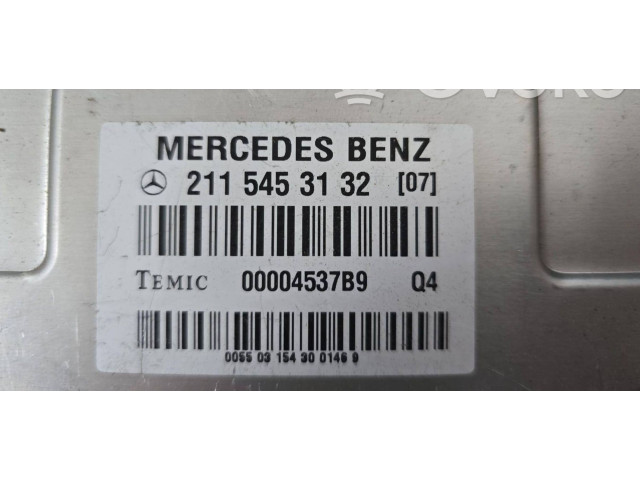 MERCEDES BENZ
211 545 31 32 [07]
TEMIC 00004537B9 Q4
0055 03 154 30 0146 9